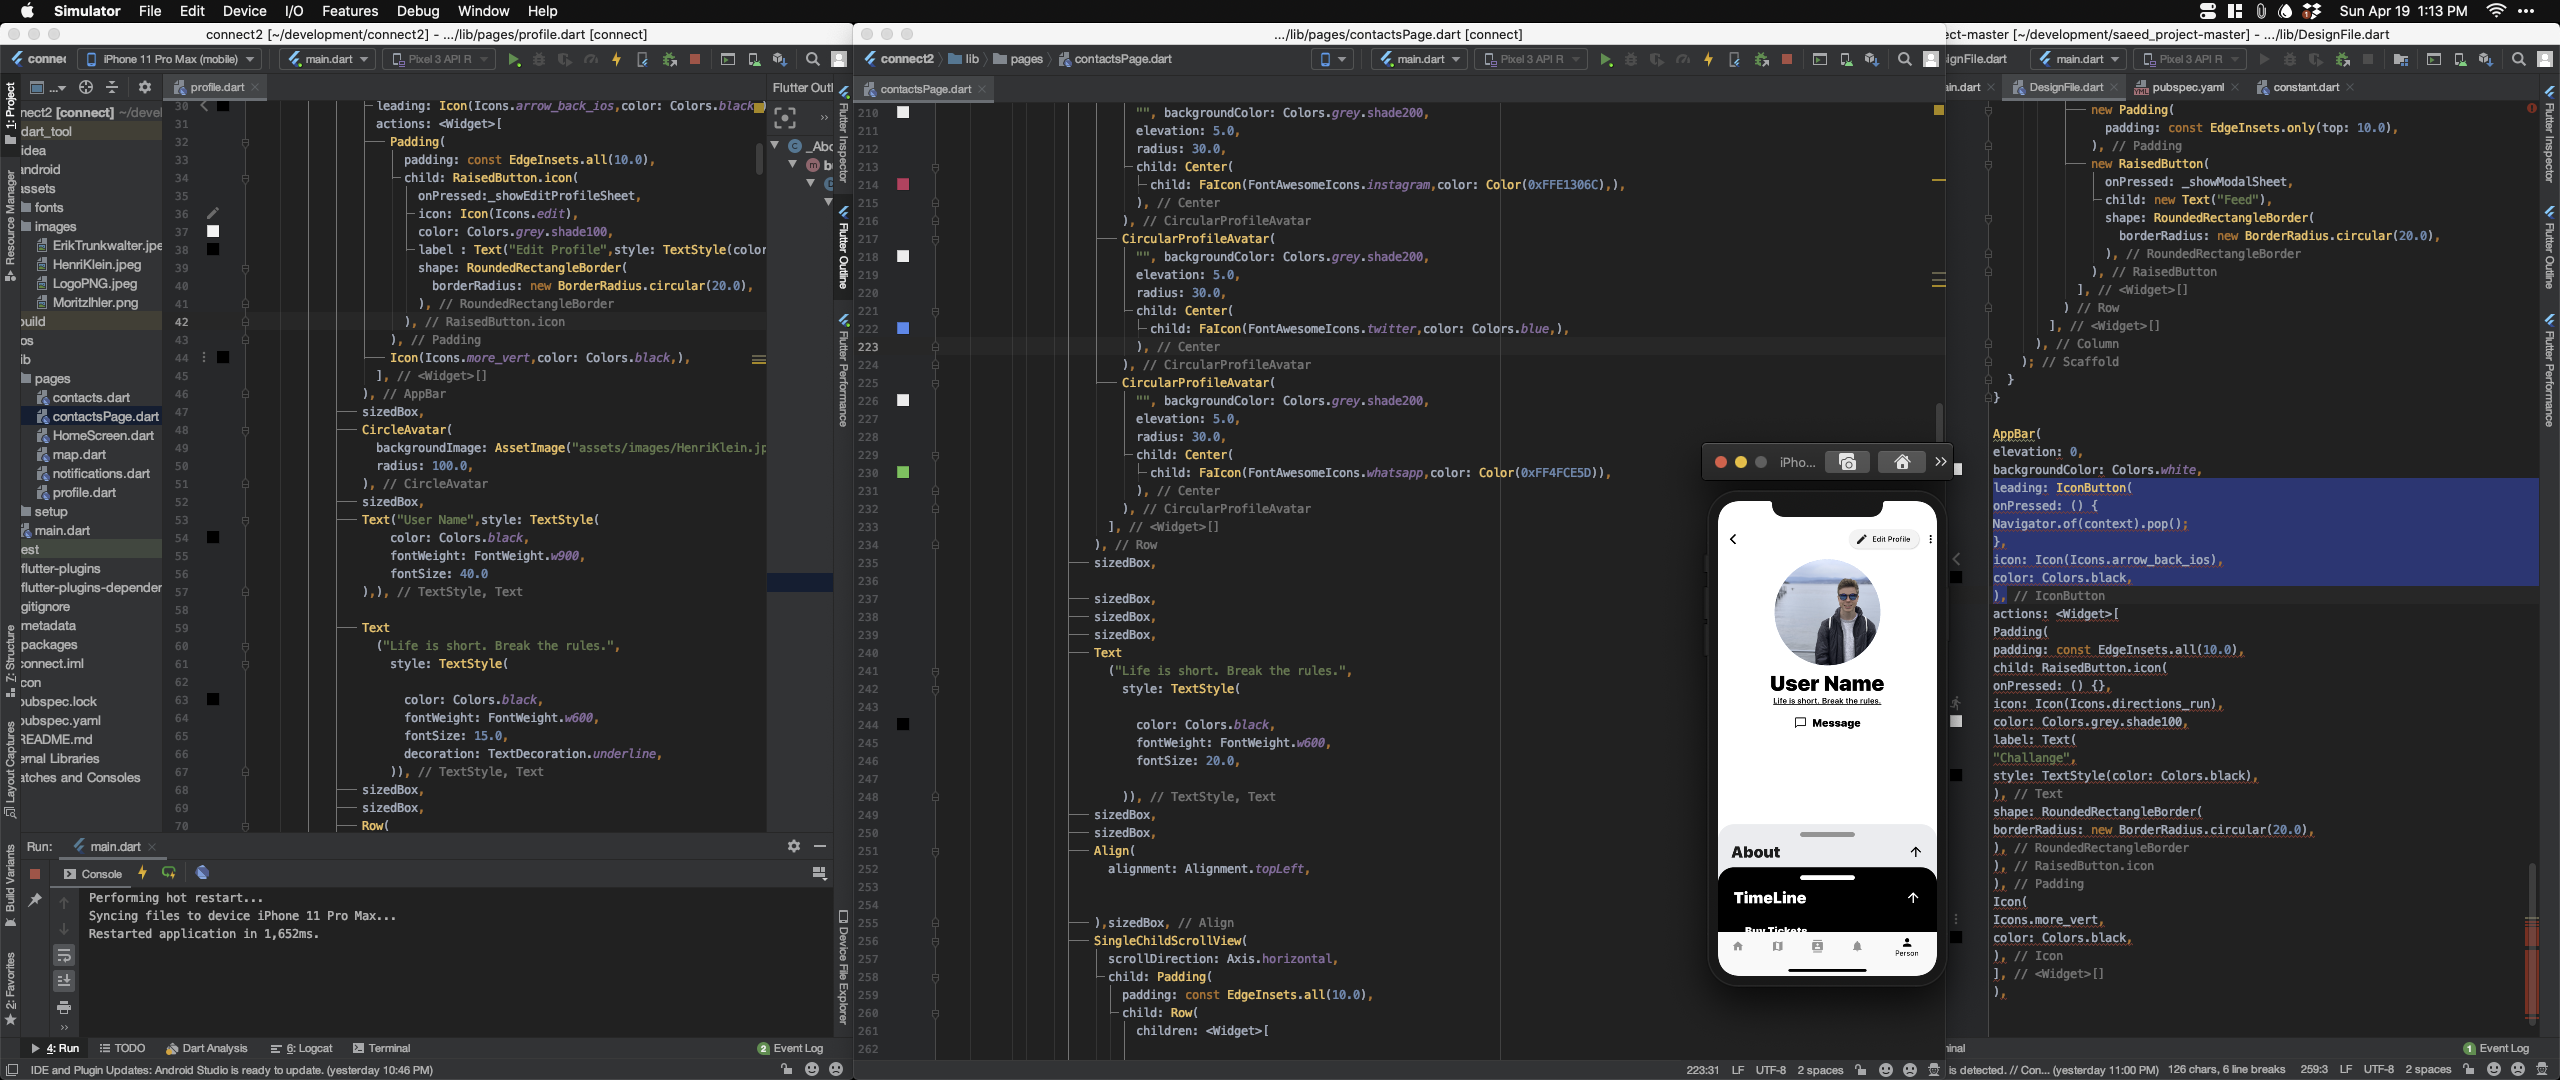 Simulator File Edit Device I/O Features Debug Window Help
Sun Apr 19 1:13 PM
connect2 [~/development/connect2] - .../lib/pages/profile.dart [connect]
connec
iPhone 11 Pro Max (mobile)
main.dart
Pixel 3 API R
profile.dart
Flutter Outl
1: Project
Resource Manager
7: Structure
Layout Captures
Build Variants
2: Favorites
nnect2 [connect] ~/devel
dart_tool
idea
android
assets
fonts
images
ErikTrunkwalter.jpe
HenriKlein.jpeg
LogoPNG.jpeg
MoritzIhler.png
build
os
ib
pages
contacts.dart
contactsPage.dart
HomeScreen.dart
map.dart
notifications.dart
profile.dart
setup
main.dart
est
flutter-plugins
flutter-plugins-depender
gitignore
metadata
packages
connect.iml
con
pubspec.lock
pubspec.yaml
README.md
ernal Libraries
atches and Consoles
30 leading: Icon(Icons.arrow_back_ios,color: Colors.black)
31 actions: <Widget>[
32 Padding(
33 padding: const EdgeInsets.all(10.0),
34 child: RaisedButton.icon(
35 onPressed:_showEditProfileSheet,
36 icon: Icon(Icons.edit),
37 color: Colors.grey.shade100,
38 label : Text("Edit Profile",style: TextStyle(color
39 shape: RoundedRectangleBorder(
40 borderRadius: new BorderRadius.circular(20.0),
41 ), // RoundedRectangleBorder
42 ), // RaisedButton.icon
43 ), // Padding
44 Icon(Icons.more_vert,color: Colors.black,),
45 ], // <Widget>[]
46 ), // AppBar
47 sizedBox,
48 CircleAvatar(
49 backgroundImage: AssetImage("assets/images/HenriKlein.jp
50 radius: 100.0,
51 ), // CircleAvatar
52 sizedBox,
53 Text("User Name",style: TextStyle(
54 color: Colors.black,
55 fontWeight: FontWeight.w900,
56 fontSize: 40.0
57 ),), // TextStyle, Text
58
59 Text
60 ("Life is short. Break the rules.",
61 style: TextStyle(
62
63 color: Colors.black,
64 fontWeight: FontWeight.w600,
65 fontSize: 15.0,
66 decoration: TextDecoration.underline,
67 )), // TextStyle, Text
68 sizedBox,
69 sizedBox,
70 Row(
_Abo
b
Flutter Inspector
Flutter Outline
Flutter Performance
Device File Explorer
Run: main.dart
Console
Performing hot restart...
Syncing files to device iPhone 11 Pro Max...
Restarted application in 1,652ms.
4: Run TODO Dart Analysis 6: Logcat Terminal 2 Event Log
IDE and Plugin Updates: Android Studio is ready to update. (yesterday 10:46 PM)
.../lib/pages/contactsPage.dart [connect]
connect2 lib pages contactsPage.dart
main.dart
Pixel 3 API R
contactsPage.dart
210 "", backgroundColor: Colors.grey.shade200,
211 elevation: 5.0,
212 radius: 30.0,
213 child: Center(
214 child: FaIcon(FontAwesomeIcons.instagram,color: Color(0xFFE1306C),),
215 ), // Center
216 ), // CircularProfileAvatar
217 CircularProfileAvatar(
218 "", backgroundColor: Colors.grey.shade200,
219 elevation: 5.0,
220 radius: 30.0,
221 child: Center(
222 child: FaIcon(FontAwesomeIcons.twitter,color: Colors.blue,),
223 ), // Center
224 ), // CircularProfileAvatar
225 CircularProfileAvatar(
226 "", backgroundColor: Colors.grey.shade200,
227 elevation: 5.0,
228 radius: 30.0,
229 child: Center(
230 child: FaIcon(FontAwesomeIcons.whatsapp,color: Color(0xFF4FCE5D)),
231 ), // Center
232 ), // CircularProfileAvatar
233 ], // <Widget>[]
234 ), // Row
235 sizedBox,
236
237 sizedBox,
238 sizedBox,
239 sizedBox,
240 Text
241 ("Life is short. Break the rules.",
242 style: TextStyle(
243
244 color: Colors.black,
245 fontWeight: FontWeight.w600,
246 fontSize: 20.0,
247
248 )), // TextStyle, Text
249 sizedBox,
250 sizedBox,
251 Align(
252 alignment: Alignment.topLeft,
253
254
255 ),sizedBox, // Align
256 SingleChildScrollView(
257 scrollDirection: Axis.horizontal,
258 child: Padding(
259 padding: const EdgeInsets.all(10.0),
260 child: Row(
261 children: <Widget>[
262
223:31 LF UTF-8 2 spaces
iPho...
Edit Profile
User Name
Life is short. Break the rules.
Message
About
TimeLine
Buy Tickets
Person
ct-master [~/development/saeed_project-master] - .../lib/DesignFile.dart
ignFile.dart
main.dart
Pixel 3 API R
ain.dart DesignFile.dart pubspec.yaml constant.dart
new Padding(
padding: const EdgeInsets.only(top: 10.0),
), // Padding
new RaisedButton(
onPressed: _showModalSheet,
child: new Text("Feed"),
shape: RoundedRectangleBorder(
borderRadius: new BorderRadius.circular(20.0),
), // RoundedRectangleBorder
), // RaisedButton
], // <Widget>[]
) // Row
], // <Widget>[]
), // Column
); // Scaffold
}
}
AppBar(
elevation: 0,
backgroundColor: Colors.white,
leading: IconButton(
onPressed: () {
Navigator.of(context).pop();
},
icon: Icon(Icons.arrow_back_ios),
color: Colors.black,
), // IconButton
actions: <Widget>[
Padding(
padding: const EdgeInsets.all(10.0),
child: RaisedButton.icon(
onPressed: () {},
icon: Icon(Icons.directions_run),
color: Colors.grey.shade100,
label: Text(
"Challange",
style: TextStyle(color: Colors.black),
), // Text
shape: RoundedRectangleBorder(
borderRadius: new BorderRadius.circular(20.0),
), // RoundedRectangleBorder
), // RaisedButton.icon
), // Padding
Icon(
Icons.more_vert,
color: Colors.black,
), // Icon
], // <Widget>[]
),
Flutter Inspector
Flutter Outline
Flutter Performance
minal
1 Event Log
is detected. // Con... (yesterday 11:00 PM) 126 chars, 6 line breaks 259:3 LF UTF-8 2 spaces